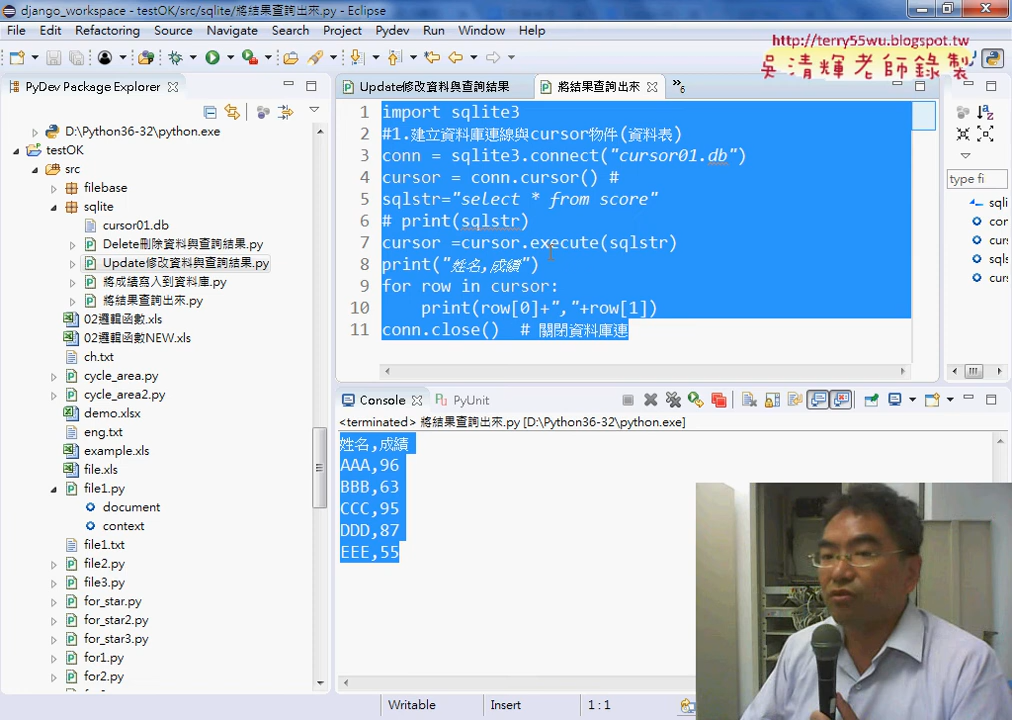 django_workspace - testOK/src/sqlite/將結果查詢出來.py - Eclipse
File Edit Refactoring Source Navigate Search Project Pydev Run Window Help
http://terry55wu.blogspot.tw
吳清輝老師錄製
PyDev Package Explorer
Update修改資料與查詢結果
將結果查詢出來
6
D:\Python36-32\python.exe
testOK
src
filebase
sqlite
cursor01.db
Delete刪除資料與查詢結果.py
Update修改資料與查詢結果.py
將成績寫入到資料庫.py
將結果查詢出來.py
02邏輯函數.xls
02邏輯函數NEW.xls
ch.txt
cycle_area.py
cycle_area2.py
demo.xlsx
eng.txt
example.xls
file.xls
file1.py
document
context
file1.txt
file2.py
file3.py
for_star.py
for_star2.py
for_star3.py
for1.py
for2.py
1 import sqlite3
2 #1.建立資料庫連線與cursor物件(資料表)
3 conn = sqlite3.connect("cursor01.db")
4 cursor = conn.cursor() #
5 sqlstr="select * from score"
6 # print(sqlstr)
7 cursor =cursor.execute(sqlstr)
8 print("姓名,成績")
9 for row in cursor:
10 print(row[0]+","+row[1])
11 conn.close() # 關閉資料庫連
type fi
sqli
con
curs
sqls
curs
Console
PyUnit
<terminated> 將結果查詢出來.py [D:\Python36-32\python.exe]
姓名,成績
AAA,96
BBB,63
CCC,95
DDD,87
EEE,55
Writable
Insert
1 : 1